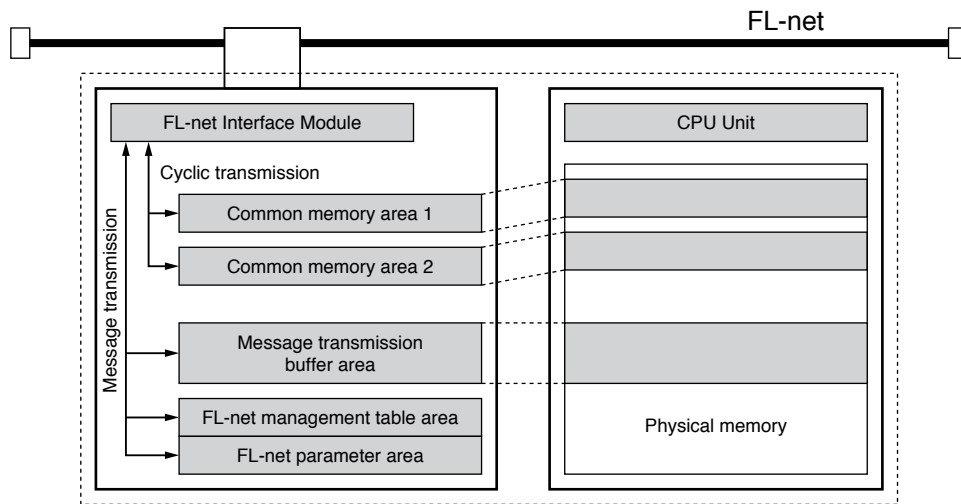 FL-net
FL-net Interface Module
CPU Unit
Cyclic transmission
Message transmission
Common memory area 1
Common memory area 2
Message transmission
buffer area
FL-net management table area
FL-net parameter area
Physical memory